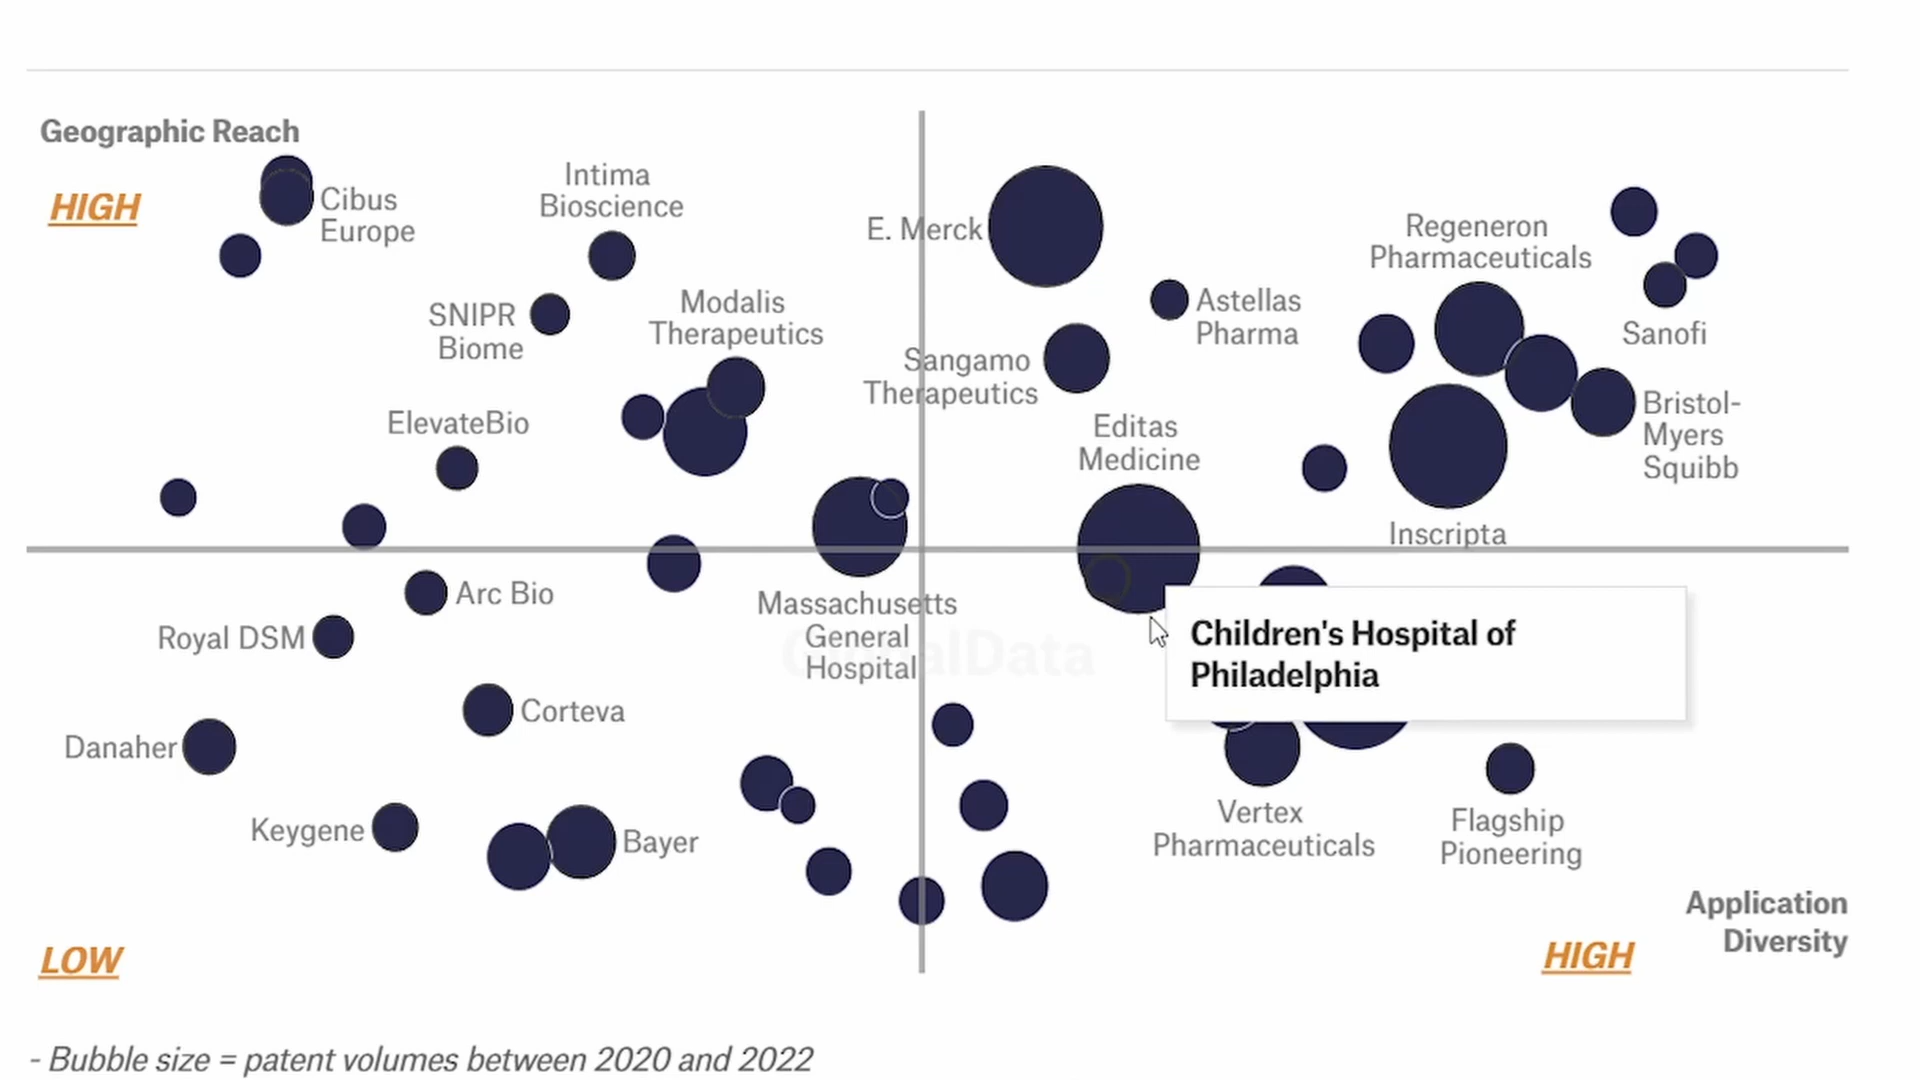 Geographic Reach
HIGH
Cibus
Europe
Intima
Bioscience
SNIPR
Biome
Modalis
Therapeutics
ElevateBio
E. Merck
Astellas
Pharma
Sangamo
Therapeutics
Editas
Medicine
Regeneron
Pharmaceuticals
Sanofi
Bristol-
Myers
Squibb
Inscripta
Arc Bio
Royal DSM
Massachusetts
General
Hospital
GlobalData
Children's Hospital of
Philadelphia
Corteva
Danaher
Keygene
Bayer
Vertex
Pharmaceuticals
Flagship
Pioneering
Application
Diversity
LOW
HIGH
- Bubble size = patent volumes between 2020 and 2022